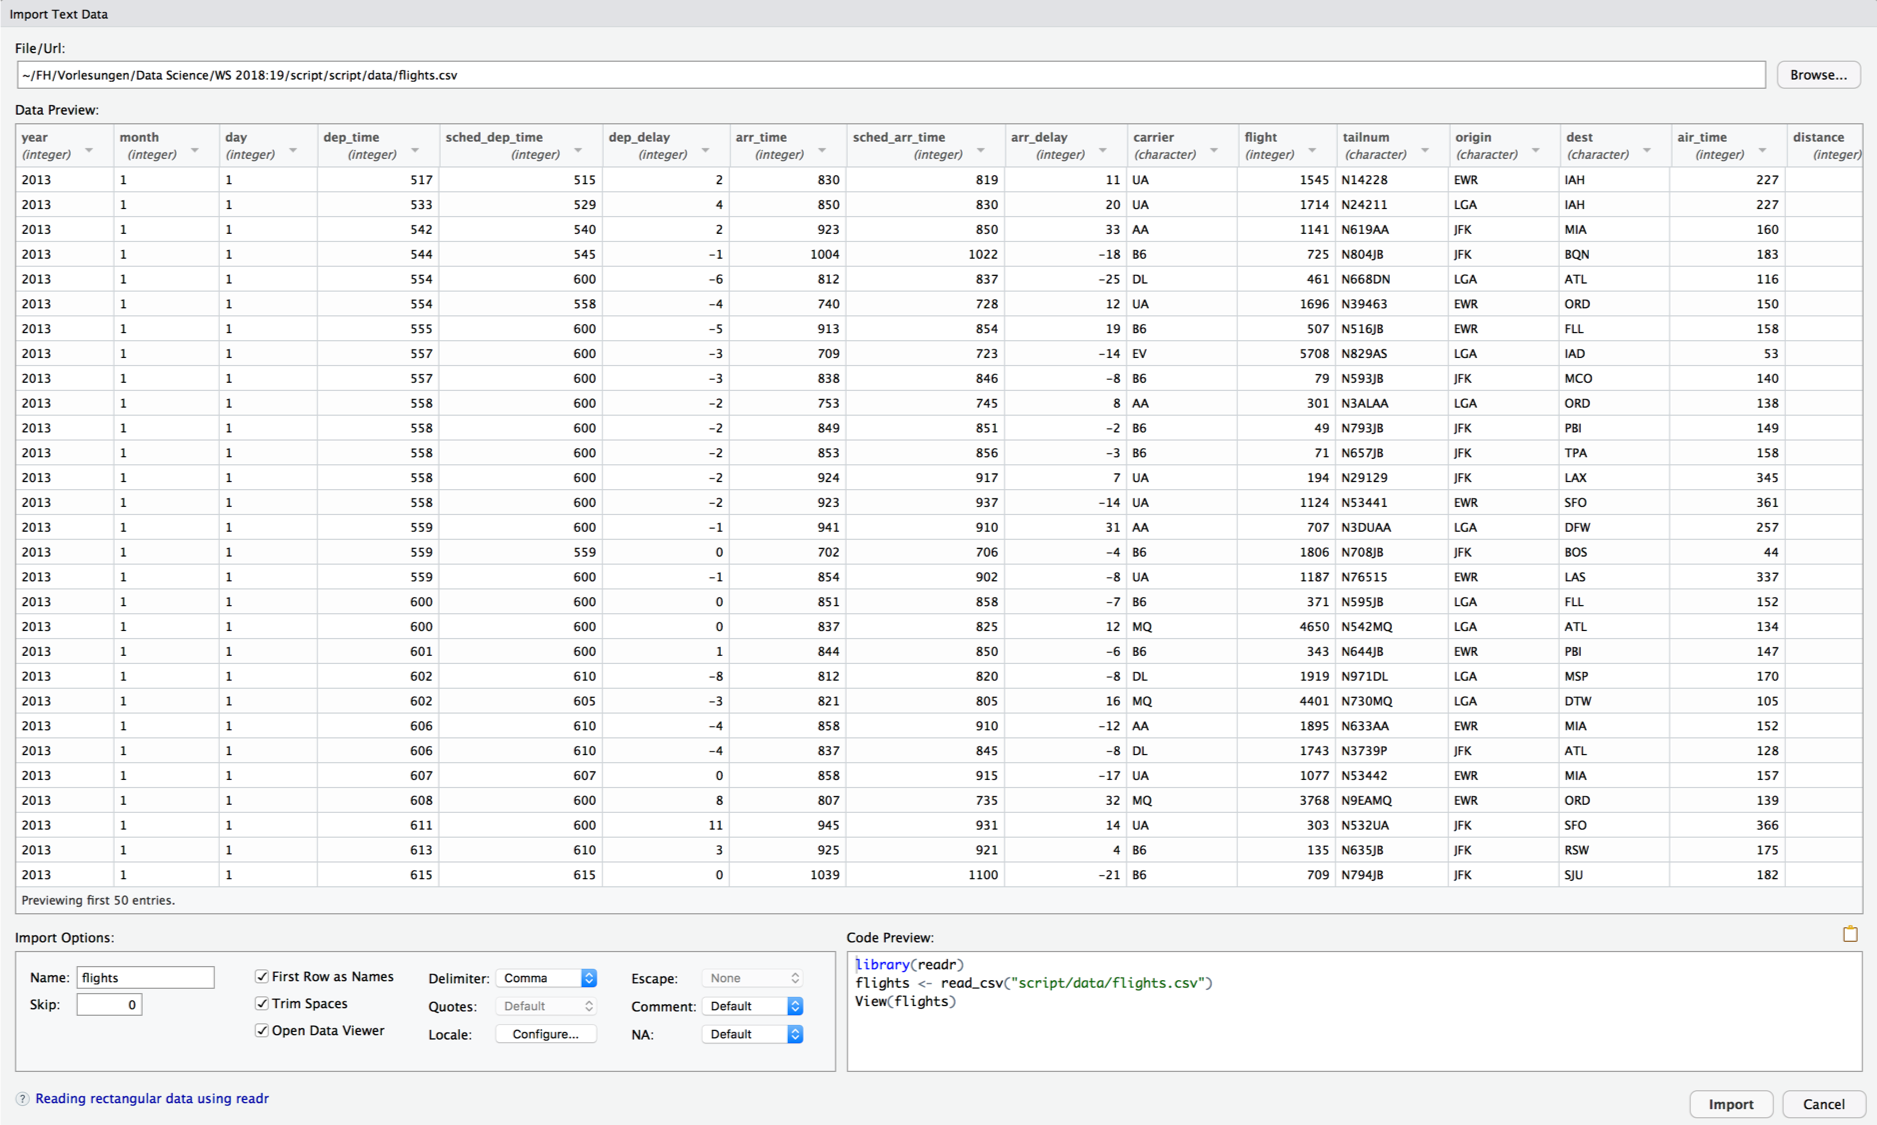 Import Text Data
File/Url:
~/FH/Vorlesungen/Data Science/WS 2018:19/script/script/data/flights.csv
Browse...
Data Preview:
year month day dep_time sched_dep_time dep_delay arr_time sched_arr_time arr_delay carrier flight tailnum origin dest air_time distance
(integer) (integer) (integer) (integer) (integer) (integer) (integer) (integer) (integer) (character) (integer) (character) (character) (character) (integer) (integer)
2013 1 1 517 515 2 830 819 11 UA 1545 N14228 EWR IAH 227
2013 1 1 533 529 4 850 830 20 UA 1714 N24211 LGA IAH 227
2013 1 1 542 540 2 923 850 33 AA 1141 N619AA JFK MIA 160
2013 1 1 544 545 -1 1004 1022 -18 B6 725 N804JB JFK BQN 183
2013 1 1 554 600 -6 812 837 -25 DL 461 N668DN LGA ATL 116
2013 1 1 554 558 -4 740 728 12 UA 1696 N39463 EWR ORD 150
2013 1 1 555 600 -5 913 854 19 B6 507 N516JB EWR FLL 158
2013 1 1 557 600 -3 709 723 -14 EV 5708 N829AS LGA IAD 53
2013 1 1 557 600 -3 838 846 -8 B6 79 N593JB JFK MCO 140
2013 1 1 558 600 -2 753 745 8 AA 301 N3ALAA LGA ORD 138
2013 1 1 558 600 -2 849 851 -2 B6 49 N793JB JFK PBI 149
2013 1 1 558 600 -2 853 856 -3 B6 71 N657JB JFK TPA 158
2013 1 1 558 600 -2 924 917 7 UA 194 N29129 JFK LAX 345
2013 1 1 558 600 -2 923 937 -14 UA 1124 N53441 EWR SFO 361
2013 1 1 559 600 -1 941 910 31 AA 707 N3DUAA LGA DFW 257
2013 1 1 559 559 0 702 706 -4 B6 1806 N708JB JFK BOS 44
2013 1 1 559 600 -1 854 902 -8 UA 1187 N76515 EWR LAS 337
2013 1 1 600 600 0 851 858 -7 B6 371 N595JB LGA FLL 152
2013 1 1 600 600 0 837 825 12 MQ 4650 N542MQ LGA ATL 134
2013 1 1 601 600 1 844 850 -6 B6 343 N644JB EWR PBI 147
2013 1 1 602 610 -8 812 820 -8 DL 1919 N971DL LGA MSP 170
2013 1 1 602 605 -3 821 805 16 MQ 4401 N730MQ LGA DTW 105
2013 1 1 606 610 -4 858 910 -12 AA 1895 N633AA EWR MIA 152
2013 1 1 606 610 -4 837 845 -8 DL 1743 N3739P JFK ATL 128
2013 1 1 607 607 0 858 915 -17 UA 1077 N53442 EWR MIA 157
2013 1 1 608 600 8 807 735 32 MQ 3768 N9EAMQ EWR ORD 139
2013 1 1 611 600 11 945 931 14 UA 303 N532UA JFK SFO 366
2013 1 1 613 610 3 925 921 4 B6 135 N635JB JFK RSW 175
2013 1 1 615 615 0 1039 1100 -21 B6 709 N794JB JFK SJU 182
Previewing first 50 entries.
Import Options:
Name: flights
Skip: 0
First Row as Names
Trim Spaces
Open Data Viewer
Delimiter: Comma
Quotes: Default
Locale: Configure...
Escape: None
Comment: Default
NA: Default
Code Preview:
library(readr)
flights <- read_csv("script/data/flights.csv")
View(flights)
? Reading rectangular data using readr
Import
Cancel